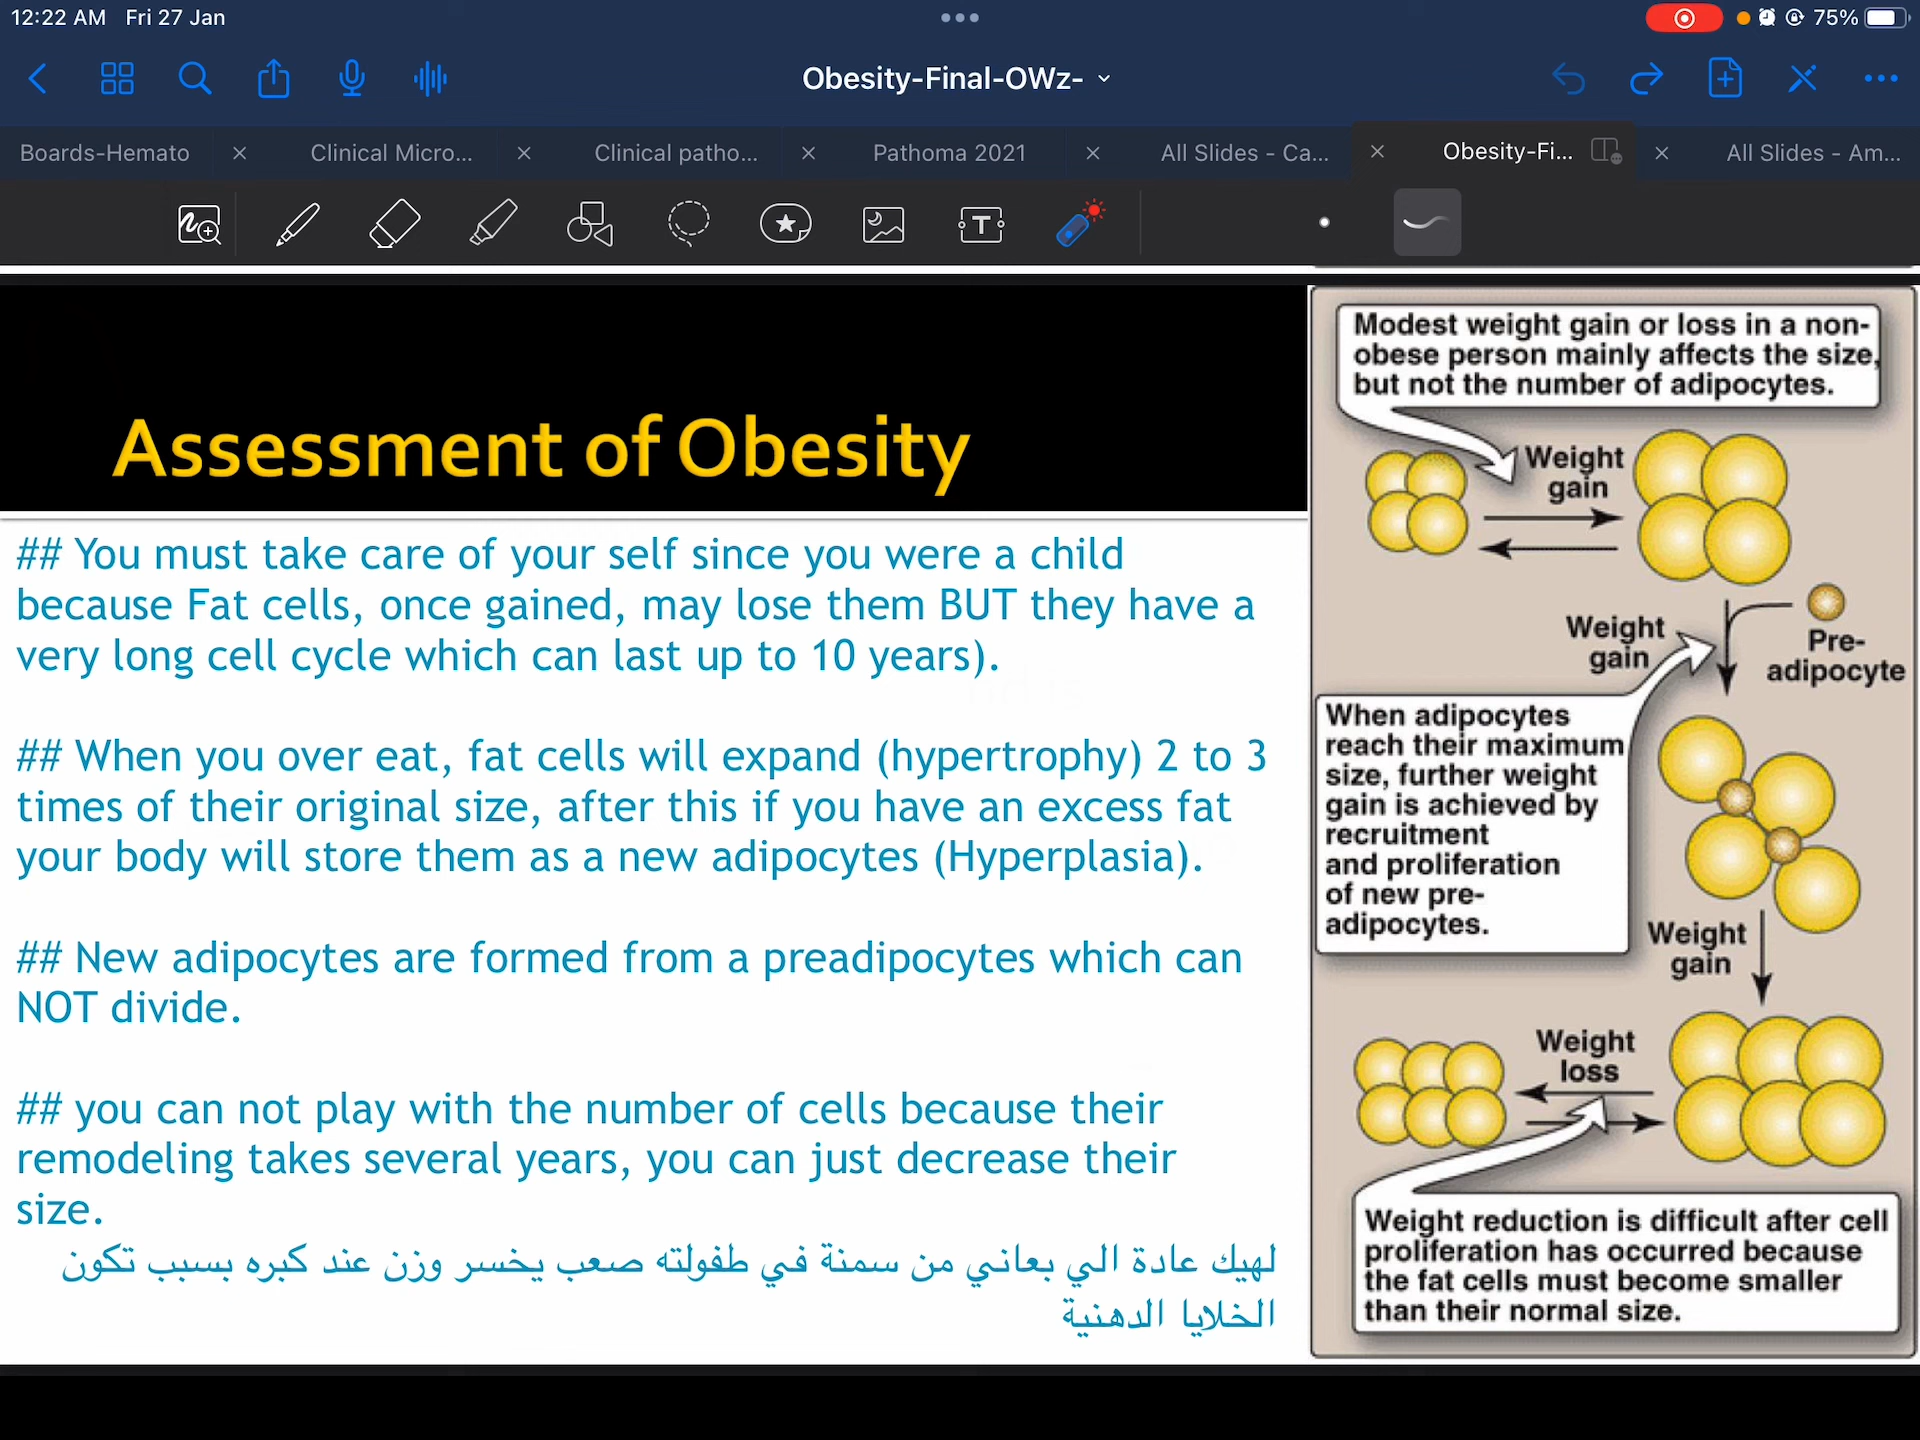 12:22 AM Fri 27 Jan
75%
Obesity-Final-OWz-
Boards-Hemato
Clinical Micro...
Clinical patho...
Pathoma 2021
All Slides - Ca...
Obesity-Fi...
All Slides - Am...
Assessment of Obesity
## You must take care of your self since you were a child
because Fat cells, once gained, may lose them BUT they have a
very long cell cycle which can last up to 10 years).
## When you over eat, fat cells will expand (hypertrophy) 2 to 3
times of their original size, after this if you have an excess fat
your body will store them as a new adipocytes (Hyperplasia).
## New adipocytes are formed from a preadipocytes which can
NOT divide.
## you can not play with the number of cells because their
remodeling takes several years, you can just decrease their
size.
لهيك عادة الي بعاني من سمنة في طفولته صعب يخسر وزن عند كبره بسبب تكون
الخلايا الدهنية
Modest weight gain or loss in a non-
obese person mainly affects the size,
but not the number of adipocytes.
Weight
gain
Weight
gain
Pre-
adipocyte
When adipocytes
reach their maximum
size, further weight
gain is achieved by
recruitment
and proliferation
of new pre-
adipocytes.
Weight
gain
Weight
loss
Weight reduction is difficult after cell
proliferation has occurred because
the fat cells must become smaller
than their normal size.